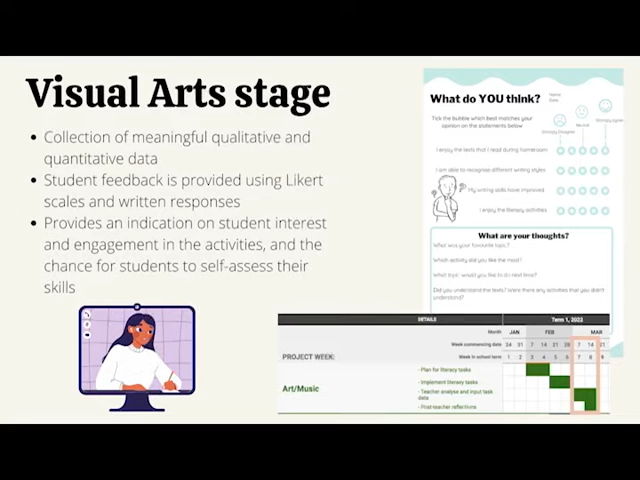 Visual Arts stage
• Collection of meaningful qualitative and
quantitative data
• Student feedback is provided using Likert
scales and written responses
• Provides an indication on student interest
and engagement in the activities, and the
chance for students to self-assess their
skills
What do YOU think?
Name
Date
Tick the bubble which best matches your
opinion on the statements below
Strongly Disagree
Neutral
Strongly agree
I enjoy the texts that I read during homeroom
I am able to recognise different writing styles
My writing skills have improved
I enjoy the literacy activities
What are your thoughts?
What was your favourite topic?
Which activity did you like the most?
What topic would you like to do next time?
Did you understand the texts? Were there any activities that you didn't
understand?
DETAILS
Term 1, 2022
Month
JAN
FEB
MAR
Week commencing date
24 31 7 14 21 28 7 14 21
PROJECT WEEK:
Week in school term
1 2 3 4 5 6 7 8 9
Art/Music
- Plan for literacy tasks
- Implement literacy tasks
- Teacher analyse and input task
data
- Post-teacher reflections